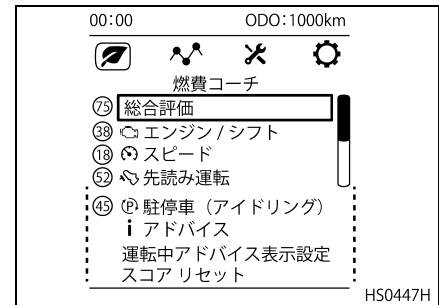 00:00 ODO:1000km
燃費コーチ
75 総合評価
38 エンジン / シフト
18 スピード
52 先読み運転
45 P 駐停車（アイドリング）
i アドバイス
運転中アドバイス表示設定
スコア リセット
HS0447H